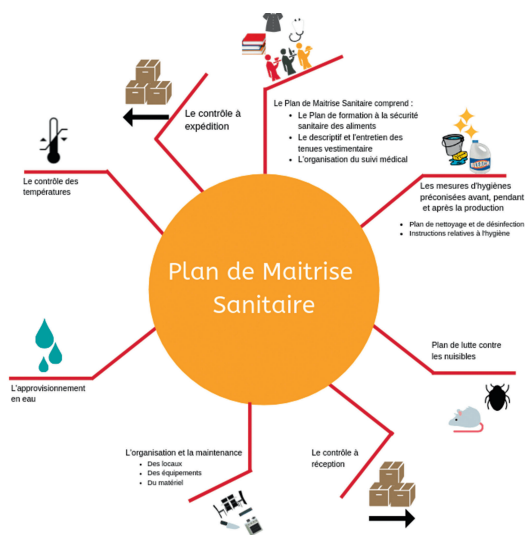 Le Plan de Maitrise Sanitaire comprend :
• Le Plan de formation à la sécurité
sanitaire des aliments
• Le descriptif et l'entretien des
tenues vestimentaire
• L'organisation du suivi médical
Le contrôle à
expédition
BLEACH
Le contrôle des
températures
Les mesures d'hygiènes
préconisées avant, pendant
et après la production
• Plan de nettoyage et de désinfection
• Instructions relatives à l'hygiène
Plan de Maitrise
Sanitaire
Plan de lutte contre
les nuisibles
L'approvisionnement
en eau
L'organisation et la maintenance
• Des locaux
• Des équipements
• Du matériel
Le contrôle à
réception